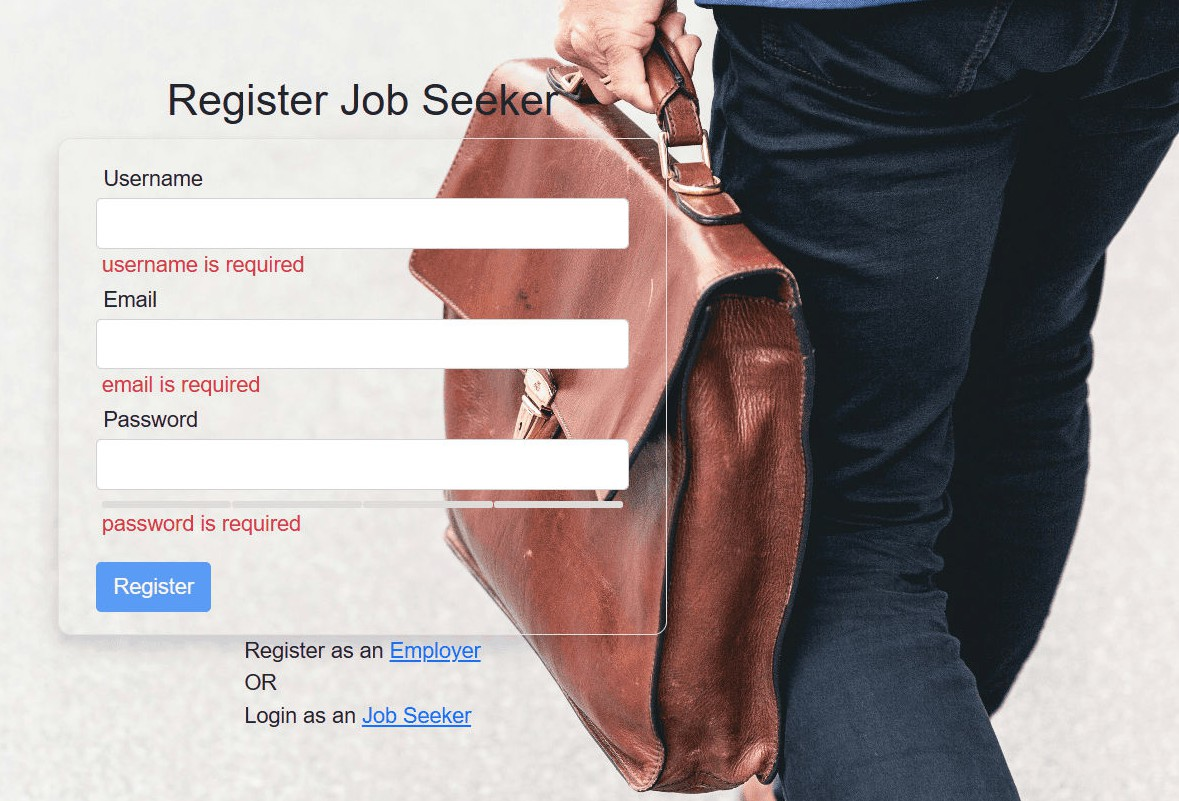 Register Job Seeker
Username
username is required
Email
email is required
Password
password is required
Register
Register as an Employer
OR
Login as an Job Seeker